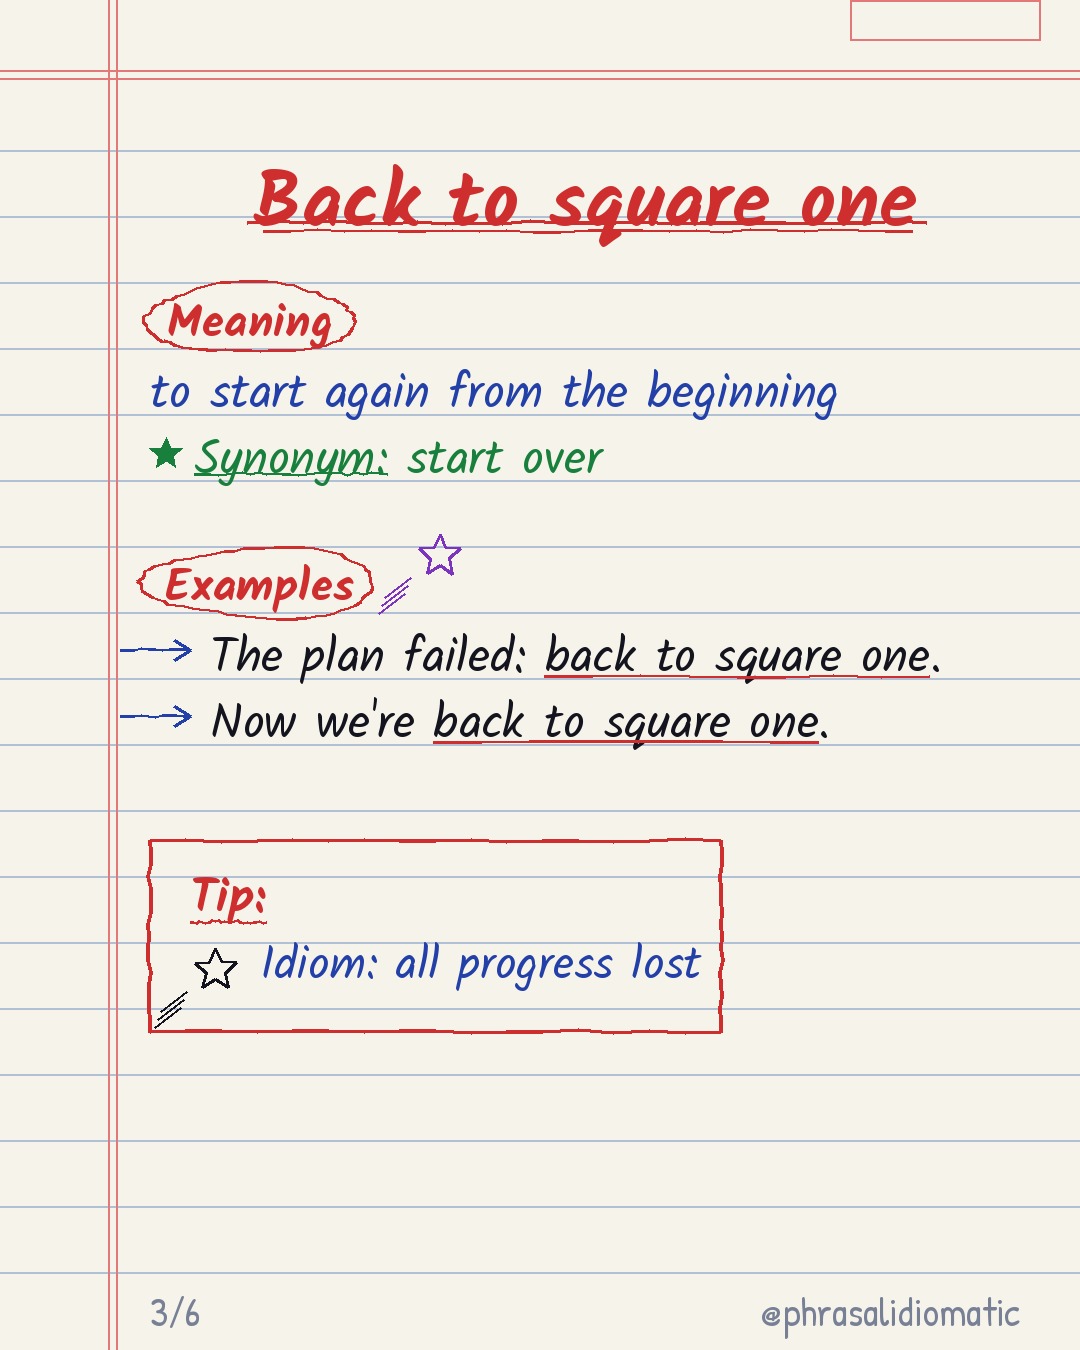 Back to square one
Meaning
to start again from the beginning
Synonym: start over
Examples
The plan failed: back to square one.
Now we're back to square one.
Tip:
Idiom: all progress lost
3/6
@phrasalidiomatic